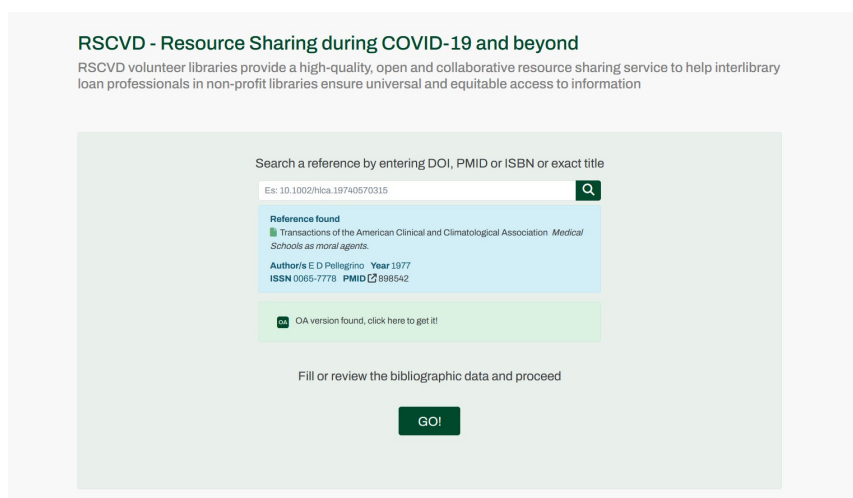 RSCVD - Resource Sharing during COVID-19 and beyond
RSCVD volunteer libraries provide a high-quality, open and collaborative resource sharing service to help interlibrary
loan professionals in non-profit libraries ensure universal and equitable access to information
Search a reference by entering DOI, PMID or ISBN or exact title
Es: 10.1002/hlca.19740570315
Reference found
Transactions of the American Clinical and Climatological Association Medical
Schools as moral agents.
Author/s E D Pellegrino Year 1977
ISSN 0065-7778 PMID 898542
OA OA version found, click here to get it!
Fill or review the bibliographic data and proceed
GO!